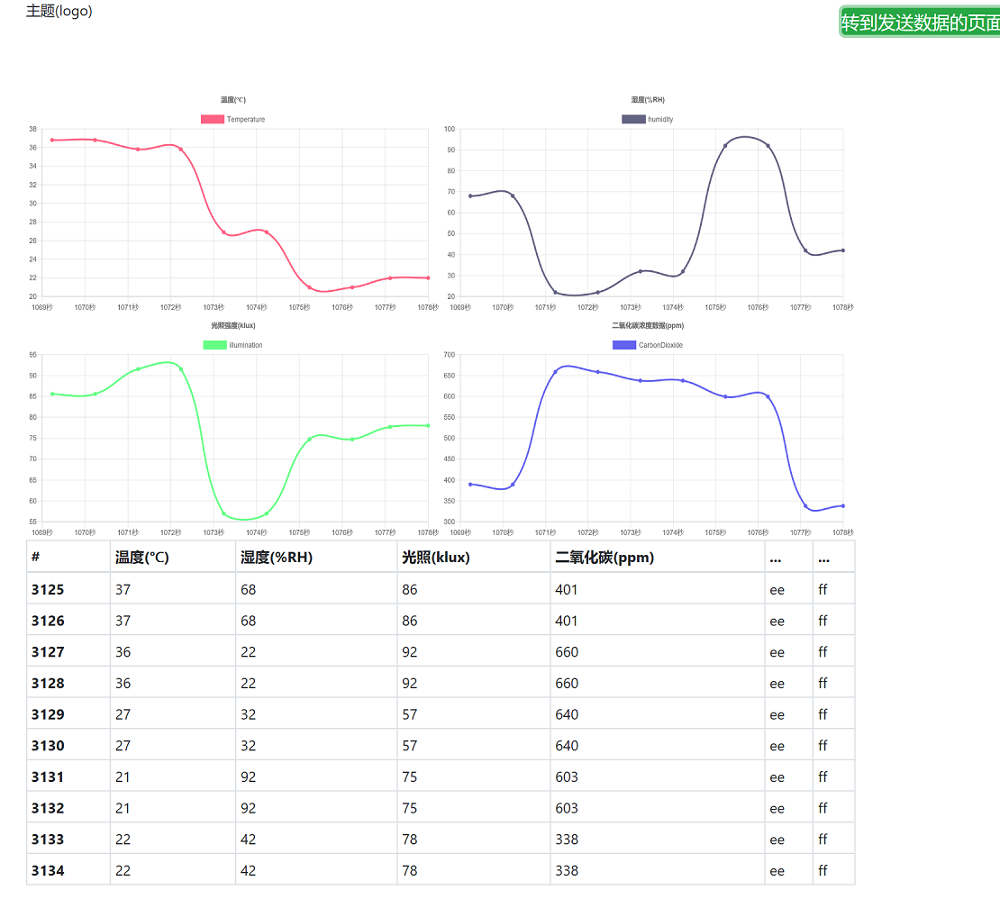 主题(logo)
转到发送数据的页面
温度(℃)
Temperature
38
36
34
32
30
28
26
24
22
20
1069秒 1070秒 1071秒 1072秒 1073秒 1074秒 1075秒 1076秒 1077秒 1078秒
湿度(%RH)
humidity
100
90
80
70
60
50
40
30
20
1069秒 1070秒 1071秒 1072秒 1073秒 1074秒 1075秒 1076秒 1077秒 1078秒
光照强度(klux)
illumination
95
90
85
80
75
70
65
60
55
1069秒 1070秒 1071秒 1072秒 1073秒 1074秒 1075秒 1076秒 1077秒 1078秒
二氧化碳浓度数据(ppm)
CarbonDioxide
700
650
600
550
500
450
400
350
300
1069秒 1070秒 1071秒 1072秒 1073秒 1074秒 1075秒 1076秒 1077秒 1078秒
# 温度(℃) 湿度(%RH) 光照(klux) 二氧化碳(ppm) ... ...
3125 37 68 86 401 ee ff
3126 37 68 86 401 ee ff
3127 36 22 92 660 ee ff
3128 36 22 92 660 ee ff
3129 27 32 57 640 ee ff
3130 27 32 57 640 ee ff
3131 21 92 75 603 ee ff
3132 21 92 75 603 ee ff
3133 22 42 78 338 ee ff
3134 22 42 78 338 ee ff